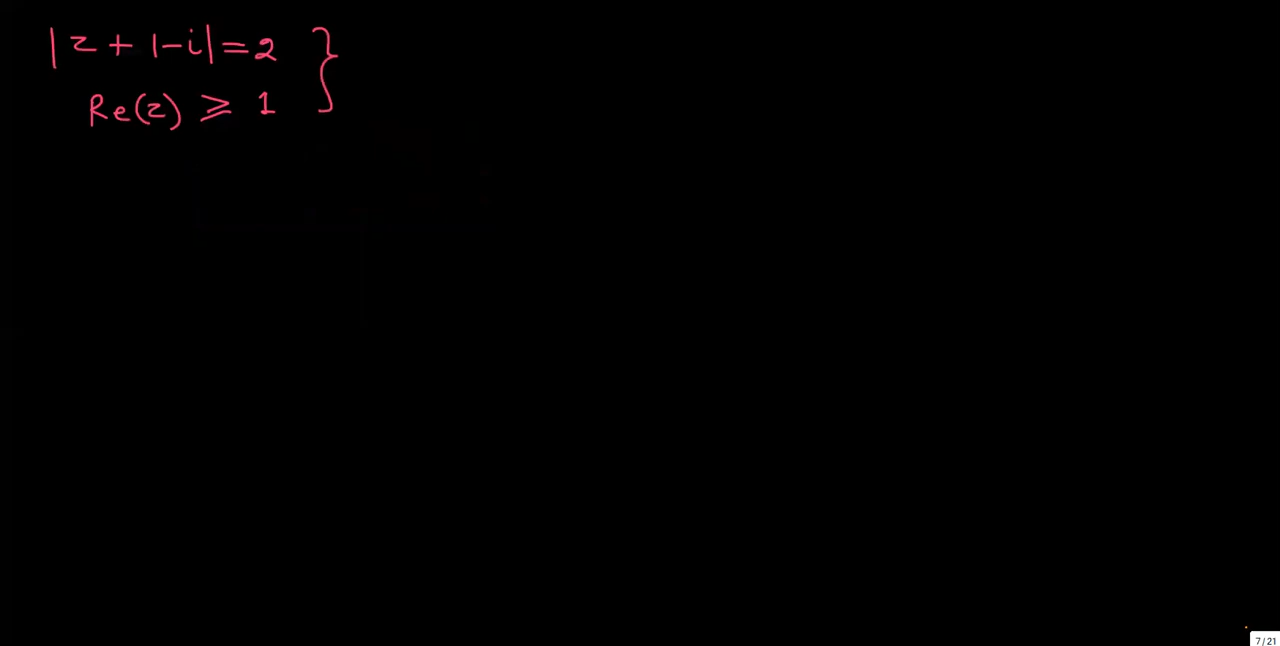 |z + 1-i| = 2 }
Re(z) ⩾ 1
7/21